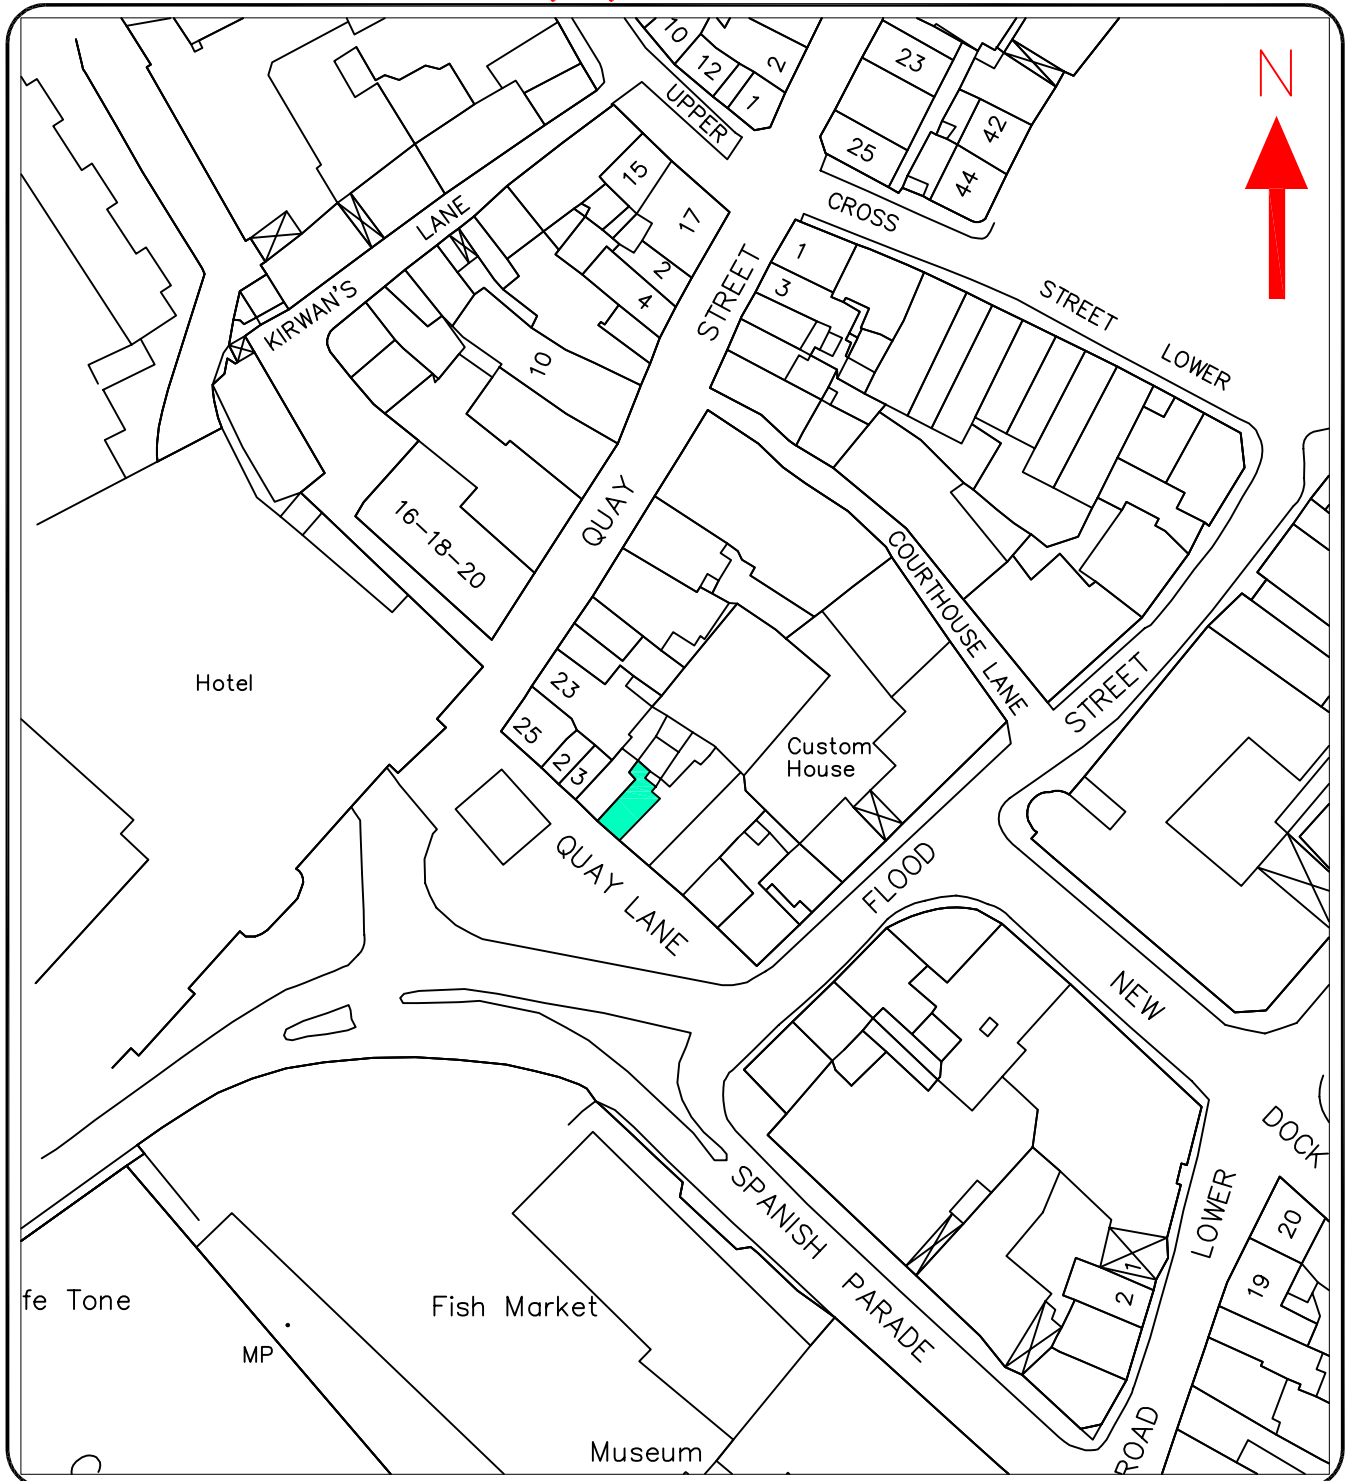 10
12
2
1
UPPER
23
25
42
44
N
15
17
2
4
LANE
KIRWAN'S
CROSS
STREET
LOWER
STREET
QUAY
1
3
10
16-18-20
COURTHOUSE LANE
STREET
FLOOD
Hotel
23
25
2
3
Custom
House
QUAY LANE
NEW
DOCK
LOWER
ROAD
SPANISH PARADE
20
19
1
2
fe Tone
MP
Fish Market
Museum